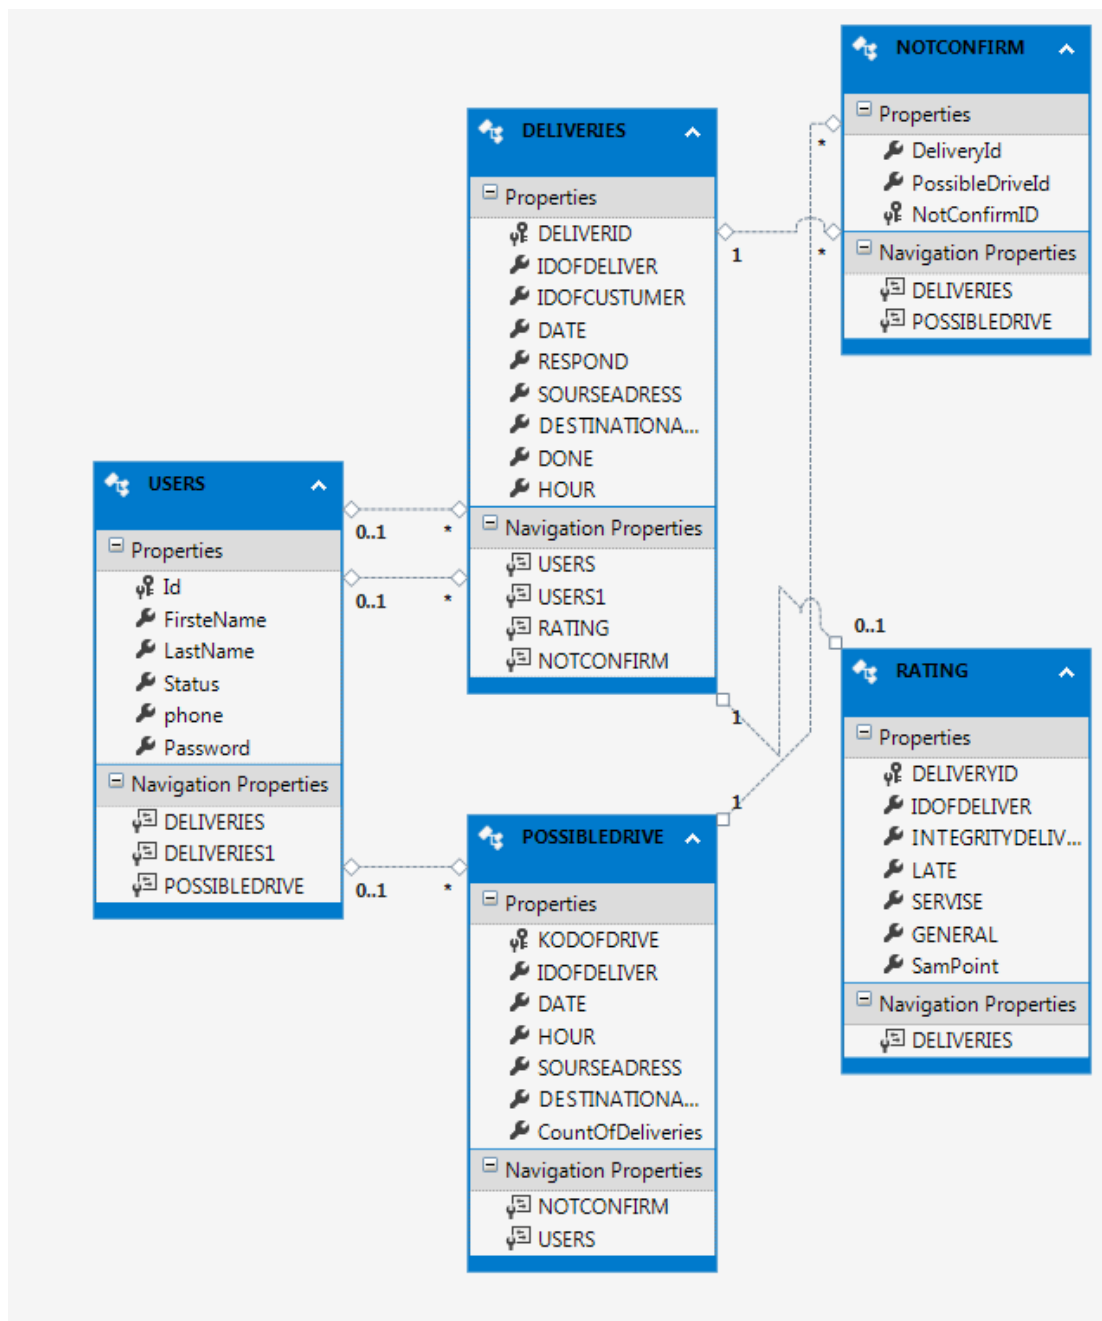 USERS
Properties
Id
FirsteName
LastName
Status
phone
Password
Navigation Properties
DELIVERIES
DELIVERIES1
POSSIBLEDRIVE
0..1
*
0..1
*
0..1
*
DELIVERIES
Properties
DELIVERID
IDOFDELIVER
IDOFCUSTUMER
DATE
RESPOND
SOURSEADRESS
DESTINATIONA...
DONE
HOUR
Navigation Properties
USERS
USERS1
RATING
NOTCONFIRM
1
*
*
1
0..1
1
POSSIBLEDRIVE
Properties
KODOFDRIVE
IDOFDELIVER
DATE
HOUR
SOURSEADRESS
DESTINATIONA...
CountOfDeliveries
Navigation Properties
NOTCONFIRM
USERS
NOTCONFIRM
Properties
DeliveryId
PossibleDriveId
NotConfirmID
Navigation Properties
DELIVERIES
POSSIBLEDRIVE
RATING
Properties
DELIVERYID
IDOFDELIVER
INTEGRITYDELIV...
LATE
SERVISE
GENERAL
SamPoint
Navigation Properties
DELIVERIES